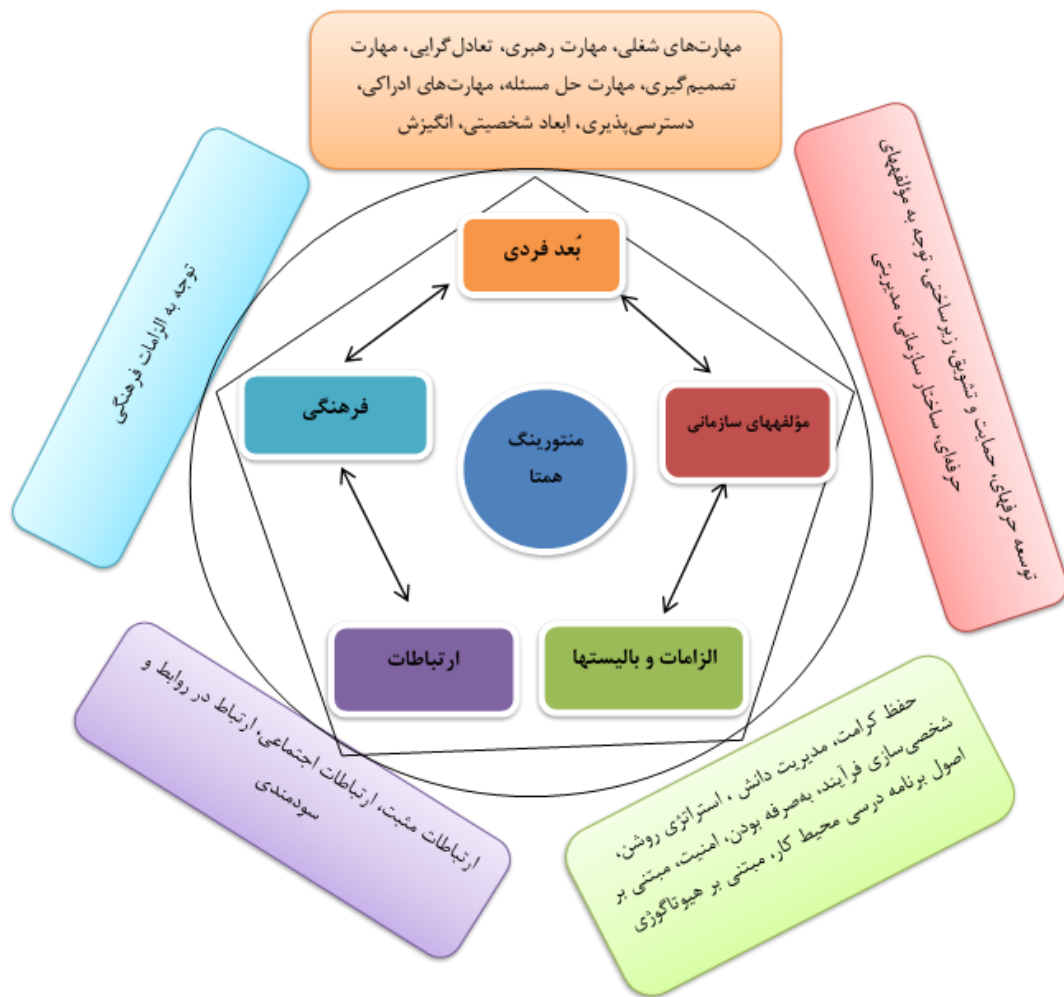 مهارت‌های شغلی، مهارت رهبری، تعادل‌گرایی، مهارت
تصمیم‌گیری، مهارت حل مسئله، مهارت‌های ادراکی،
دسترسی‌پذیری، ابعاد شخصیتی، انگیزش
توسعه حرفهای، حمایت و تشویق، زیرساختی، توجه به مؤلفههای
حرفه‌ای، ساختار سازمانی، مدیریتی
توجه به الزامات فرهنگی
بُعد فردی
مؤلفههای سازمانی
فرهنگی
منتورینگ
همتا
الزامات و بالیستها
ارتباطات
حفظ کرامت، مدیریت دانش ، استراتژی روشن،
شخصی‌سازی فرآیند، به‌صرفه بودن، امنیت، مبتنی بر
اصول برنامه درسی محیط کار، مبتنی بر هیوتاگوژی
ارتباطات مثبت، ارتباطات اجتماعی، ارتباط در روابط و
سودمندی